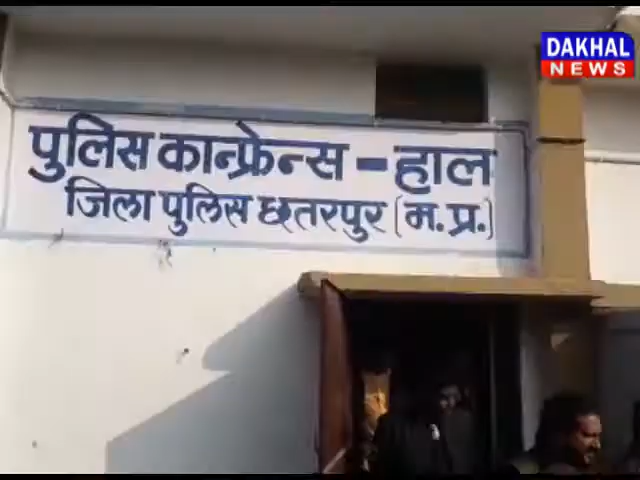 DAKHAL
NEWS
पुलिस कान्फ्रेन्स - हाल
जिला पुलिस छतरपुर (म.प्र.)